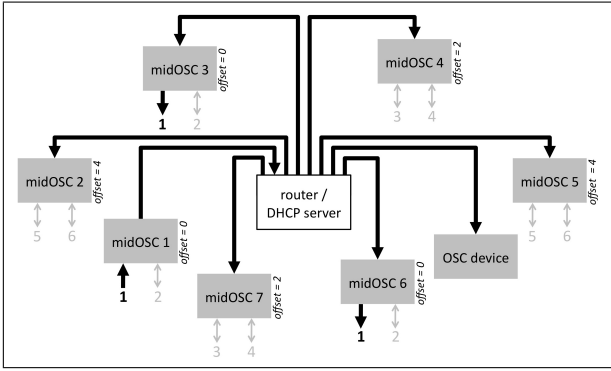 midOSC 3
offset = 0
1 2
midOSC 4
offset = 2
3 4
midOSC 2
offset = 4
5 6
midOSC 1
offset = 0
1 2
router /
DHCP server
midOSC 5
offset = 4
5 6
OSC device
midOSC 7
offset = 2
3 4
midOSC 6
offset = 0
1 2